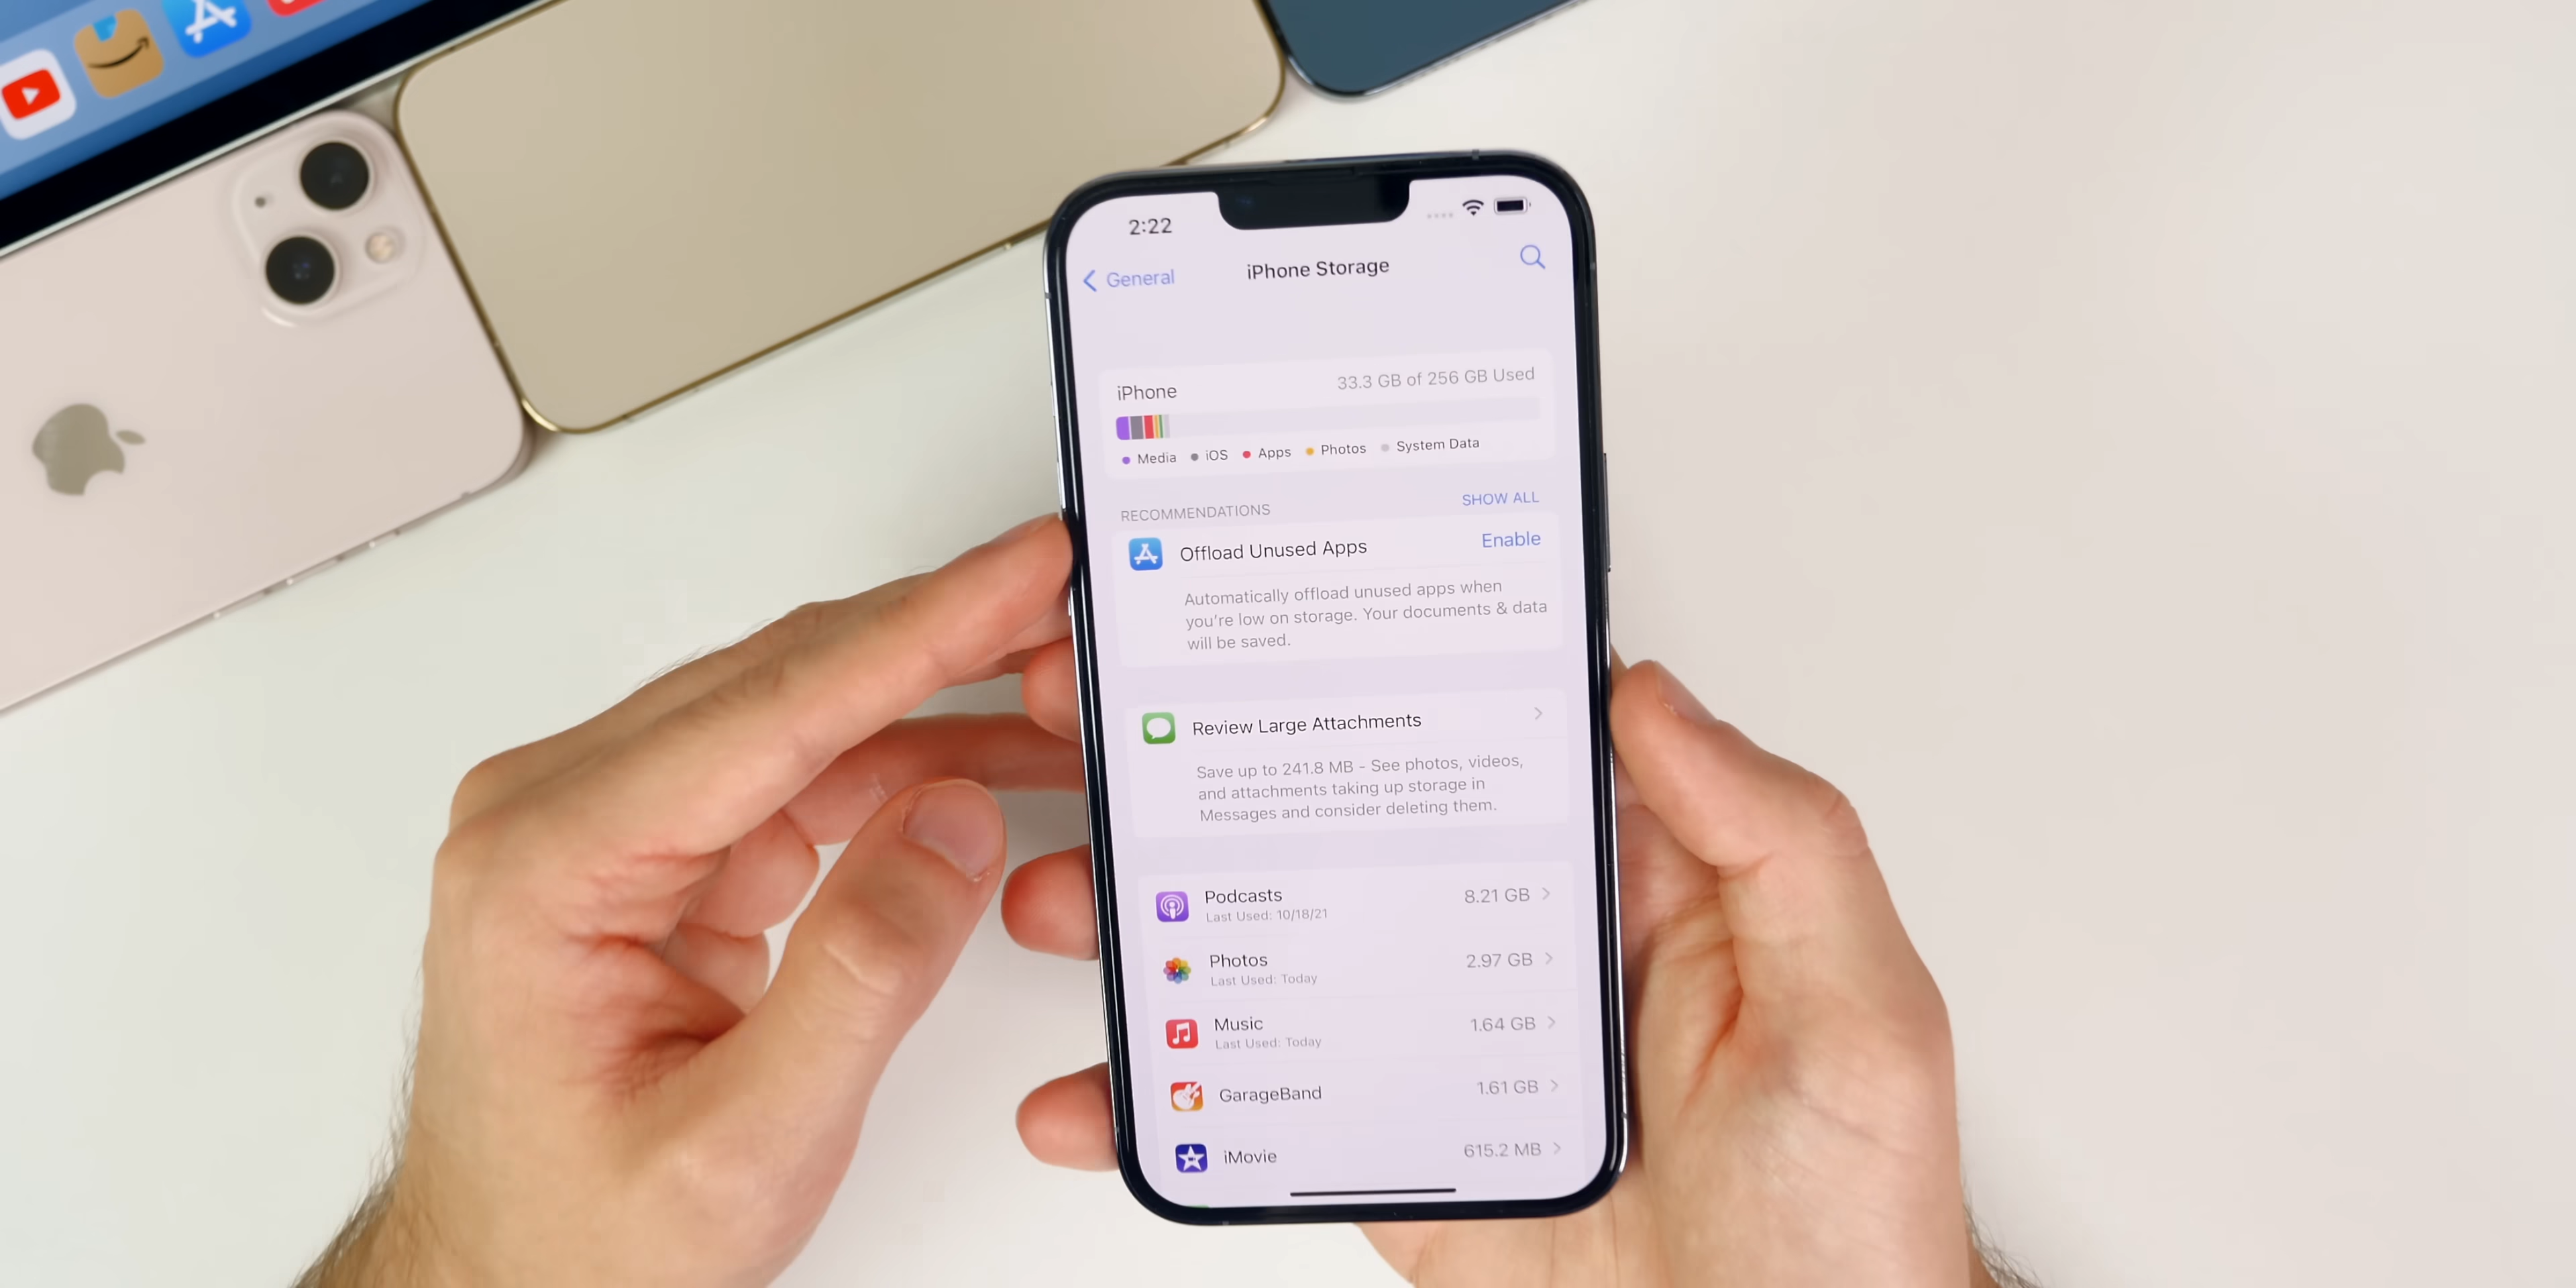 2:22
General
iPhone Storage
iPhone
33.3 GB of 256 GB Used
Media
iOS
Apps
Photos
System Data
RECOMMENDATIONS
SHOW ALL
Offload Unused Apps
Enable
Automatically offload unused apps when
you're low on storage. Your documents & data
will be saved.
Review Large Attachments
Save up to 241.8 MB - See photos, videos,
and attachments taking up storage in
Messages and consider deleting them.
Podcasts
8.21 GB
Last Used: 10/18/21
Photos
2.97 GB
Last Used: Today
Music
1.64 GB
Last Used: Today
GarageBand
1.61 GB
iMovie
615.2 MB